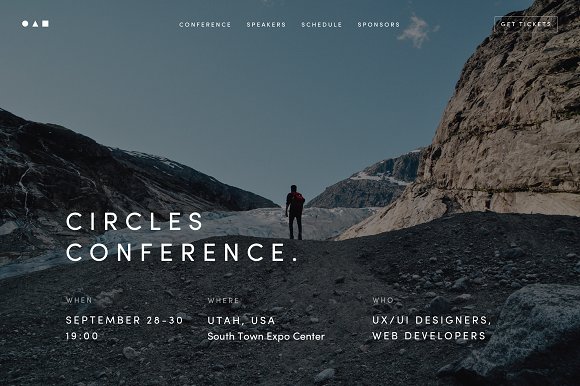 CONFERENCE SPEAKERS SCHEDULE SPONSORS GET TICKETS
CIRCLES
CONFERENCE.
WHEN WHERE WHO
SEPTEMBER 28-30 UTAH, USA UX/UI DESIGNERS,
19:00 South Town Expo Center WEB DEVELOPERS